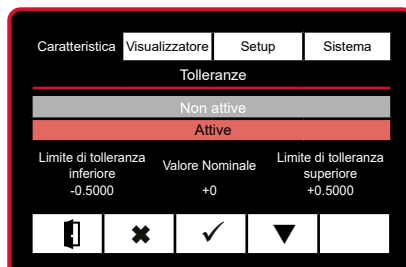 Caratteristica Visualizzatore Setup Sistema
Tolleranze
Non attive
Attive
Limite di tolleranza inferiore Valore Nominale Limite di tolleranza superiore
-0.5000 +0 +0.5000